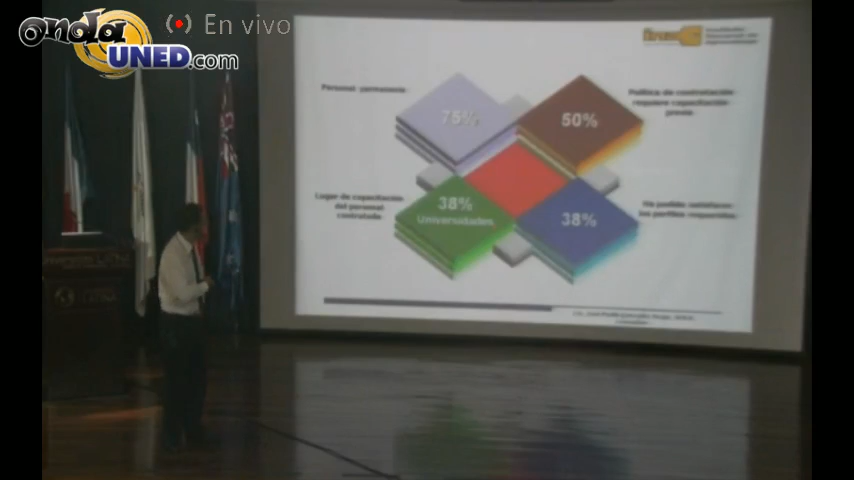 onda
UNED.com
En vivo
Personal permanente
75%
50%
Política de contratación
requiere capacitación
previa
Lugar de capacitación
del personal
contratado
38%
Universidades
38%
Ha podido satisfacer
los perfiles requeridos